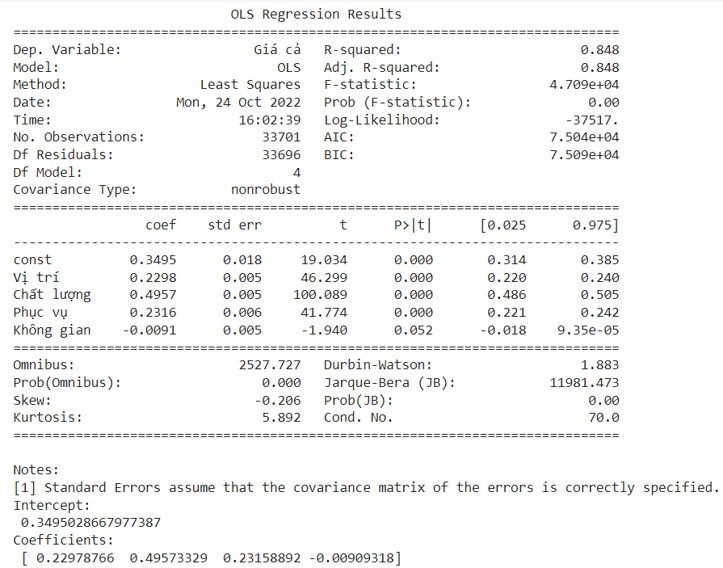 OLS Regression Results
==============================================================================
Dep. Variable: Giá cả R-squared: 0.848
Model: OLS Adj. R-squared: 0.848
Method: Least Squares F-statistic: 4.709e+04
Date: Mon, 24 Oct 2022 Prob (F-statistic): 0.00
Time: 16:02:39 Log-Likelihood: -37517.
No. Observations: 33701 AIC: 7.504e+04
Df Residuals: 33696 BIC: 7.509e+04
Df Model: 4
Covariance Type: nonrobust
==============================================================================
coef std err t P>|t| [0.025 0.975]
------------------------------------------------------------------------------
const 0.3495 0.018 19.034 0.000 0.314 0.385
Vị trí 0.2298 0.005 46.299 0.000 0.220 0.240
Chất lượng 0.4957 0.005 100.089 0.000 0.486 0.505
Phục vụ 0.2316 0.006 41.774 0.000 0.221 0.242
Không gian -0.0091 0.005 -1.940 0.052 -0.018 9.35e-05
==============================================================================
Omnibus: 2527.727 Durbin-Watson: 1.883
Prob(Omnibus): 0.000 Jarque-Bera (JB): 11981.473
Skew: -0.206 Prob(JB): 0.00
Kurtosis: 5.892 Cond. No. 70.0
==============================================================================
Notes:
[1] Standard Errors assume that the covariance matrix of the errors is correctly specified.
Intercept:
0.3495028667977387
Coefficients:
[ 0.22978766 0.49573329 0.23158892 -0.00909318]